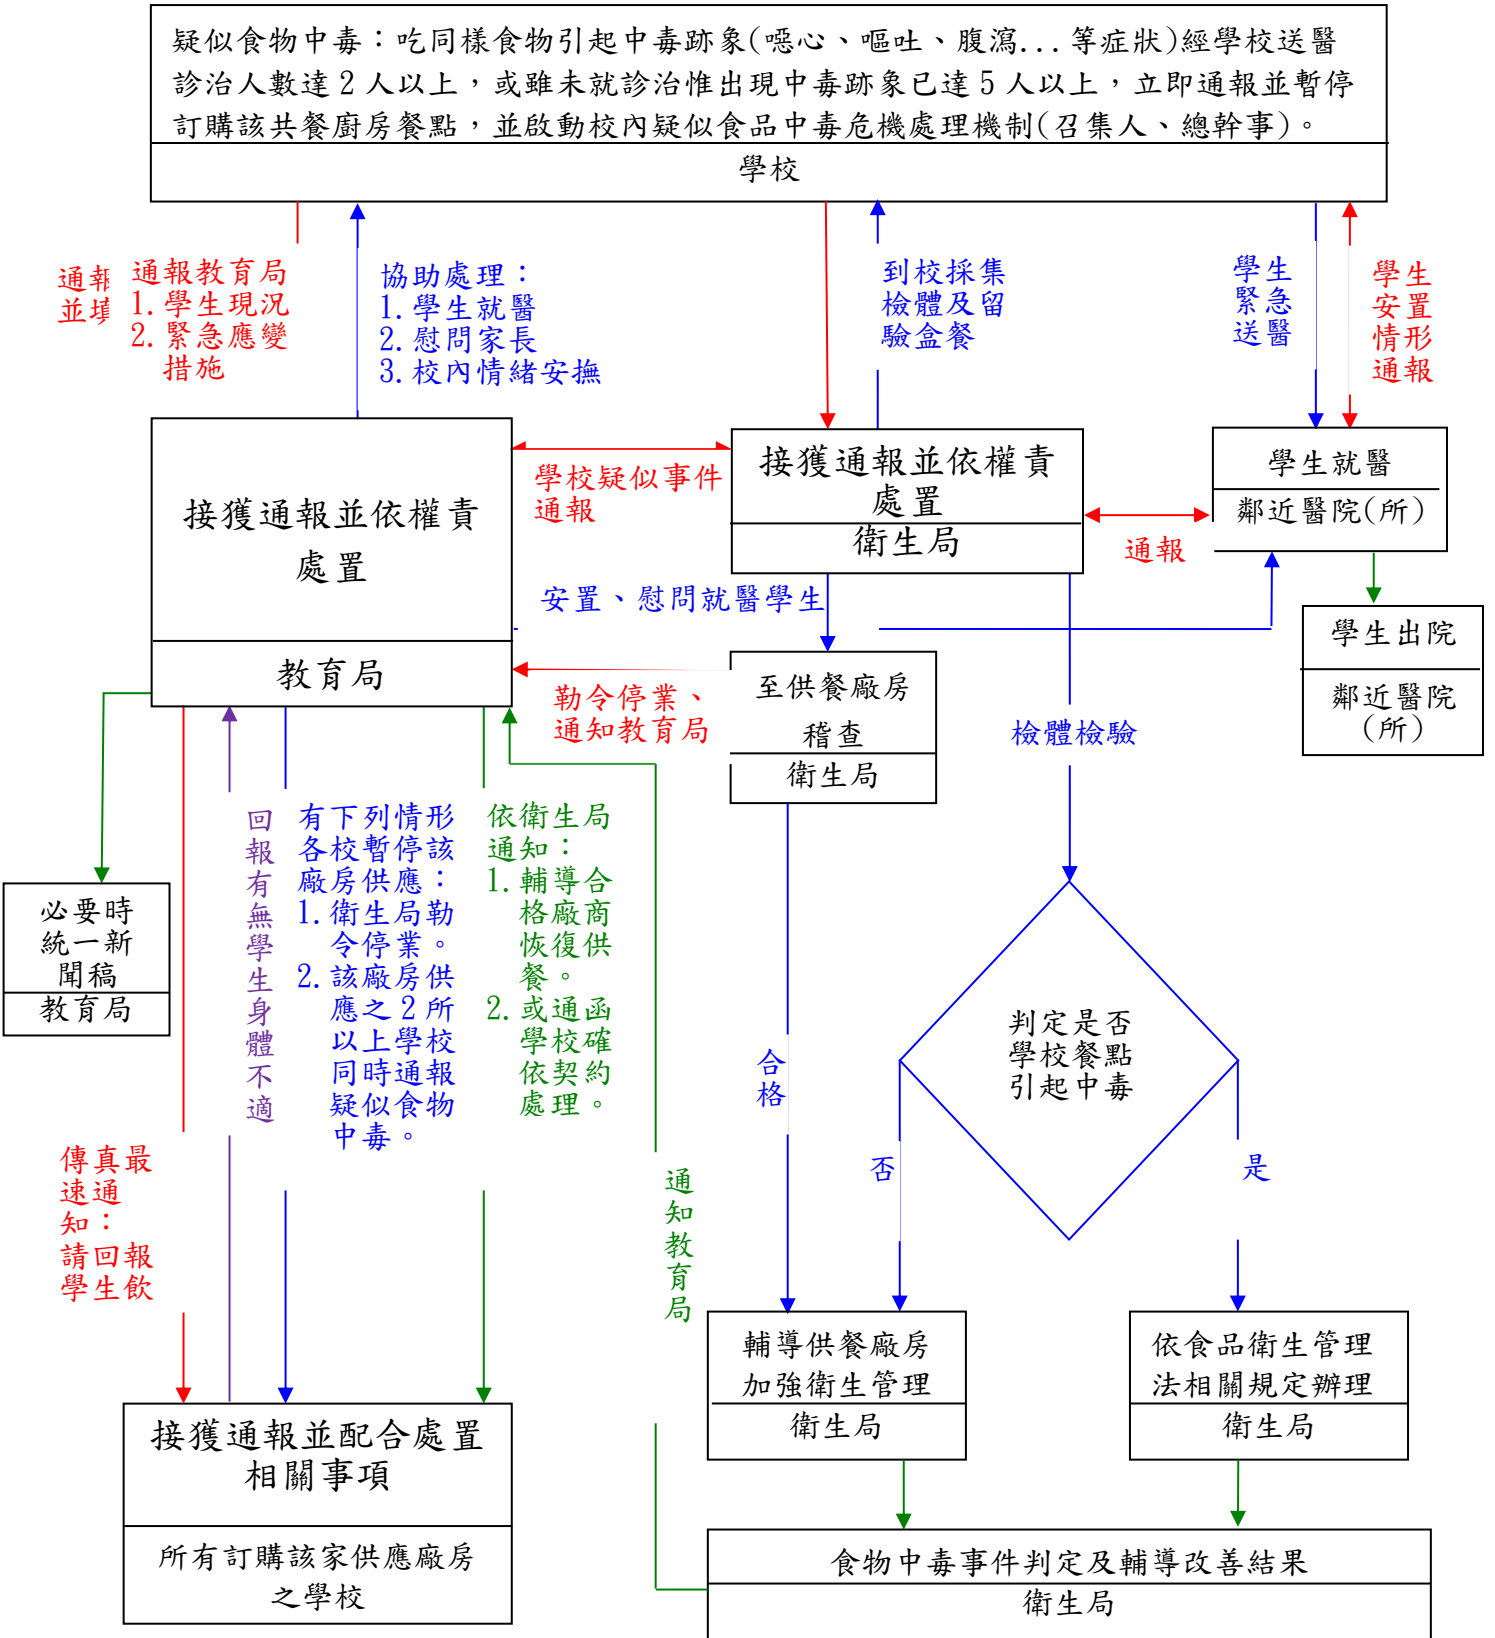 疑似食物中毒：吃同樣食物引起中毒跡象(噁心、嘔吐、腹瀉...等症狀)經學校送醫
診治人數達2人以上，或雖未就診治惟出現中毒跡象已達5人以上，立即通報並暫停
訂購該共餐廚房餐點，並啟動校內疑似食品中毒危機處理機制(召集人、總幹事)。
學校
通報
並填
通報教育局
1.學生現況
2.緊急應變
措施
協助處理：
1.學生就醫
2.慰問家長
3.校內情緒安撫
到校採集
檢體及留
驗盒餐
學生
緊急
送醫
學生
安置
情形
通報
接獲通報並依權責
處置
教育局
學校疑似事件
通報
接獲通報並依權責
處置
衛生局
通報
學生就醫
鄰近醫院(所)
安置、慰問就醫學生
學生出院
鄰近醫院
(所)
勒令停業、
通知教育局
至供餐廠房
稽查
衛生局
檢體檢驗
必要時
統一新
聞稿
教育局
回報有無學生身體不適
有下列情形
各校暫停該
廠房供應：
1.衛生局勒
令停業。
2.該廠房供
應之2所
以上學校
同時通報
疑似食物
中毒。
依衛生局
通知：
1.輔導合
格廠商
恢復供
餐。
2.或通函
學校確
依契約
處理。
合格
判定是否
學校餐點
引起中毒
否
是
傳真最
速通
知：
請回報
學生飲
通知教育局
輔導供餐廠房
加強衛生管理
衛生局
依食品衛生管理
法相關規定辦理
衛生局
接獲通報並配合處置
相關事項
所有訂購該家供應廠房
之學校
食物中毒事件判定及輔導改善結果
衛生局